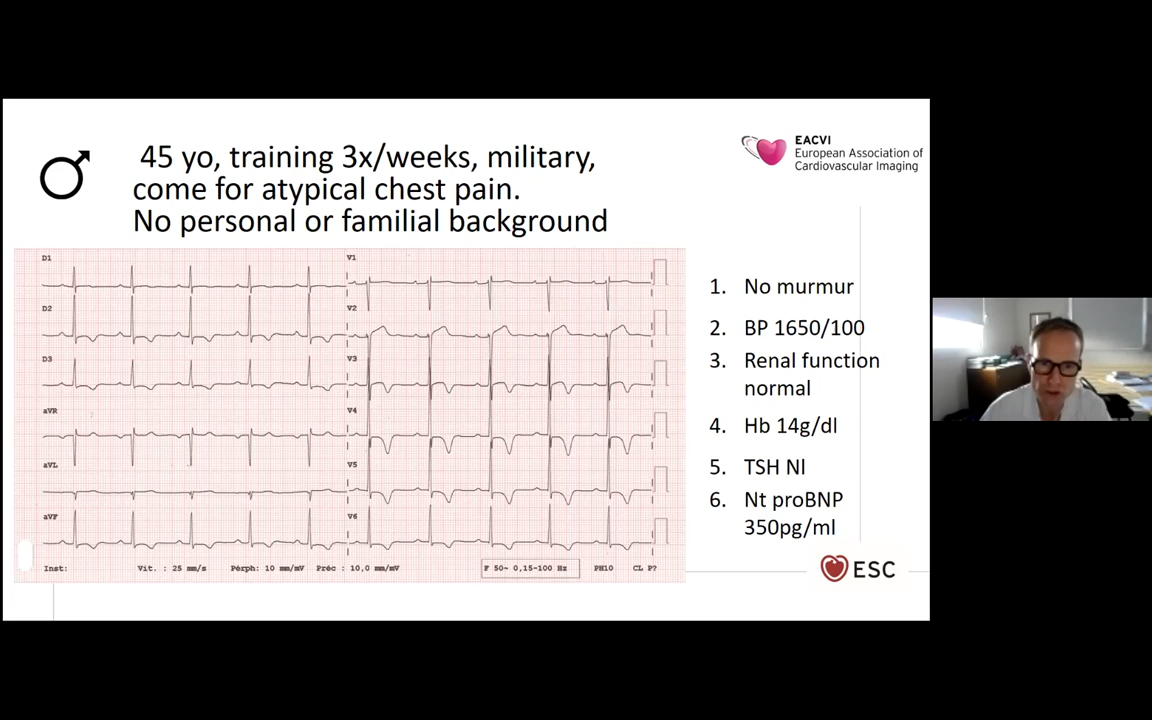 45 yo, training 3x/weeks, military,
come for atypical chest pain.
No personal or familial background
EACVI
European Association of
Cardiovascular Imaging
D1
V1
D2
V2
D3
V3
aVR
V4
aVL
V5
aVF
V6
Inst: Vit. : 25 mm/s Périph: 10 mm/mV Préc : 10,0 mm/mV F 50~ 0,15-100 Hz PH10 CL P?
1. No murmur
2. BP 1650/100
3. Renal function
normal
4. Hb 14g/dl
5. TSH Nl
6. Nt proBNP
350pg/ml
ESC